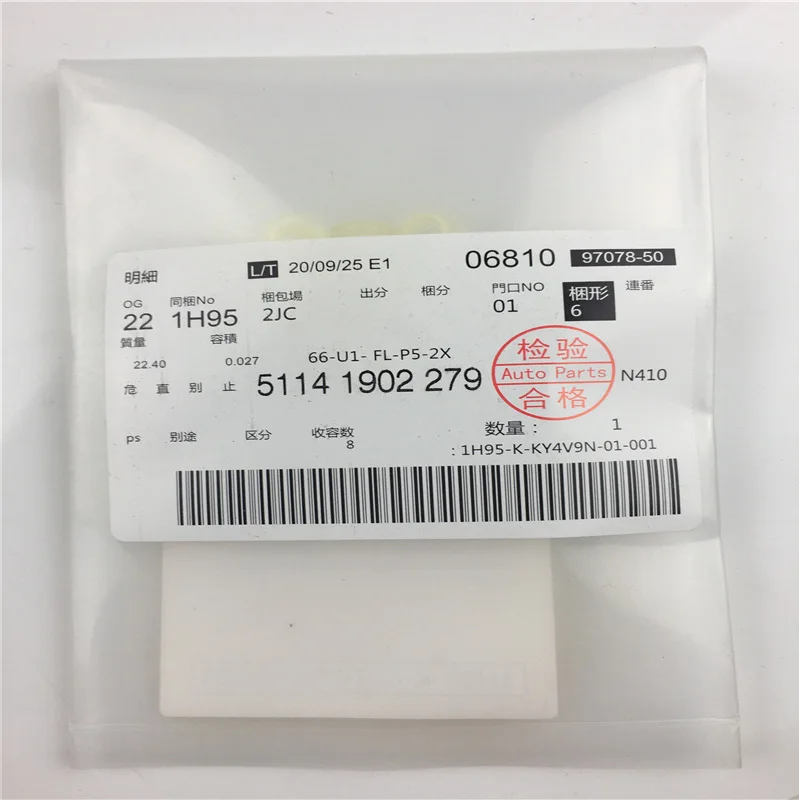 明細 L/T 20/09/25 E1 06810 97078-50
OG 同梱No 梱包場 出分 梱分 門口NO 梱形 連番
22 1H95 2JC 01 6
質量 容積
22.40 0.027 66-U1- FL-P5-2X
危 直 别 止 5114 1902 279 N410
检验
Auto Parts
合格
ps 别途 区分 收容数 数量： 1
8 : 1H95-K-KY4V9N-01-001